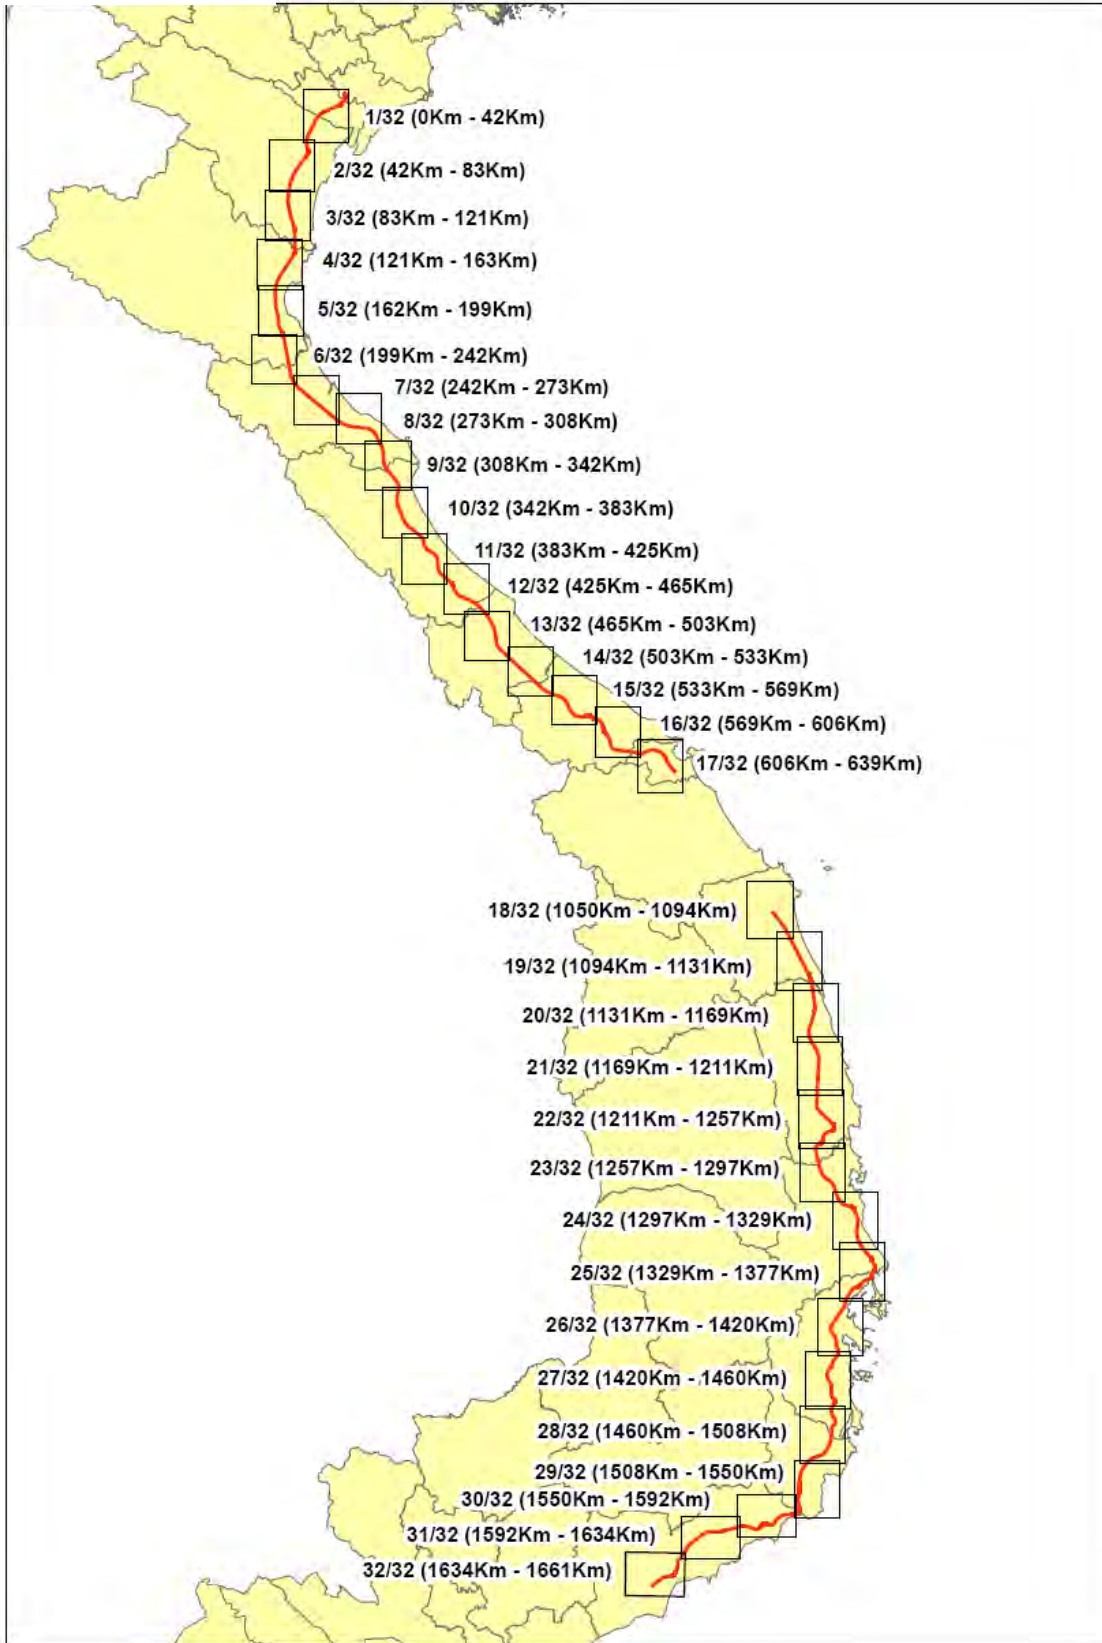 1/32 (0Km - 42Km)
2/32 (42Km - 83Km)
3/32 (83Km - 121Km)
4/32 (121Km - 163Km)
5/32 (162Km - 199Km)
6/32 (199Km - 242Km)
7/32 (242Km - 273Km)
8/32 (273Km - 308Km)
9/32 (308Km - 342Km)
10/32 (342Km - 383Km)
11/32 (383Km - 425Km)
12/32 (425Km - 465Km)
13/32 (465Km - 503Km)
14/32 (503Km - 533Km)
15/32 (533Km - 569Km)
16/32 (569Km - 606Km)
17/32 (606Km - 639Km)
18/32 (1050Km - 1094Km)
19/32 (1094Km - 1131Km)
20/32 (1131Km - 1169Km)
21/32 (1169Km - 1211Km)
22/32 (1211Km - 1257Km)
23/32 (1257Km - 1297Km)
24/32 (1297Km - 1329Km)
25/32 (1329Km - 1377Km)
26/32 (1377Km - 1420Km)
27/32 (1420Km - 1460Km)
28/32 (1460Km - 1508Km)
29/32 (1508Km - 1550Km)
30/32 (1550Km - 1592Km)
31/32 (1592Km - 1634Km)
32/32 (1634Km - 1661Km)